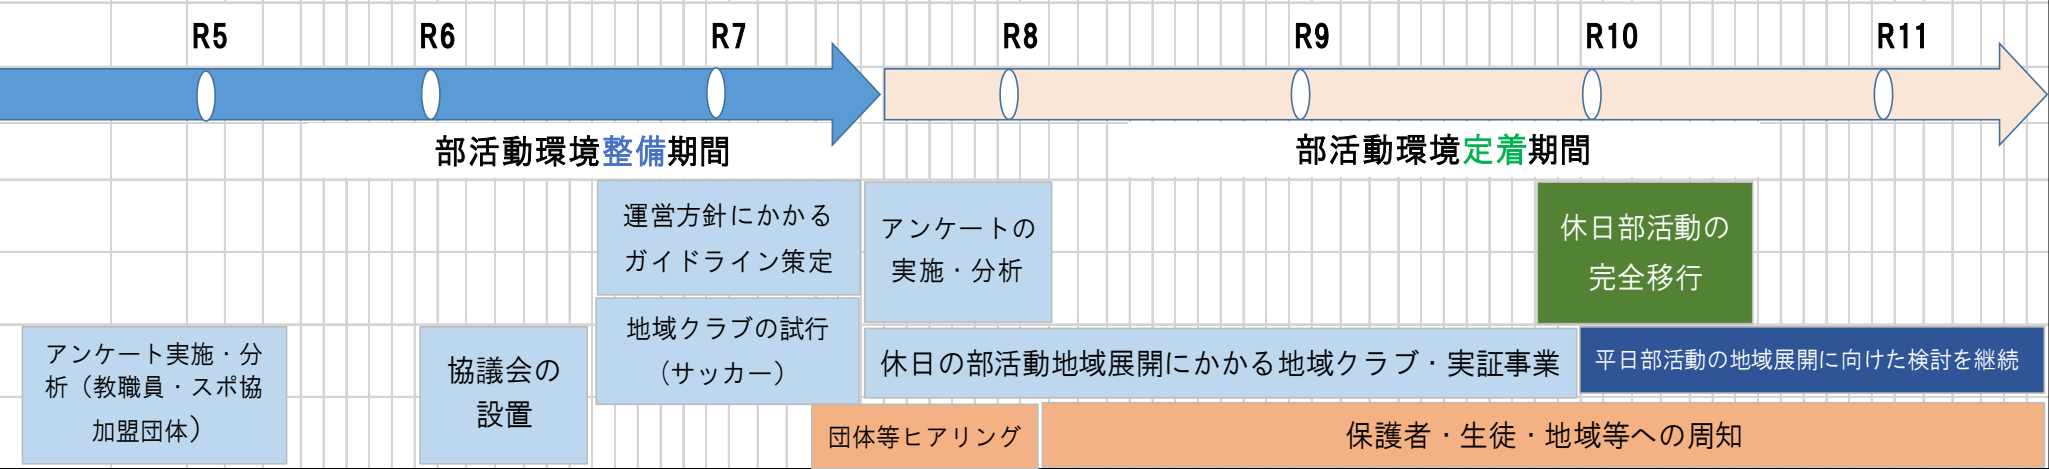 R5 R6 R7 R8 R9 R10 R11
部活動環境整備期間
部活動環境定着期間
運営方針にかかる
ガイドライン策定
アンケートの
実施・分析
休日部活動の
完全移行
アンケート実施・分
析（教職員・スポ協
加盟団体）
協議会の
設置
地域クラブの試行
（サッカー）
休日の部活動地域展開にかかる地域クラブ・実証事業
平日部活動の地域展開に向けた検討を継続
団体等ヒアリング
保護者・生徒・地域等への周知